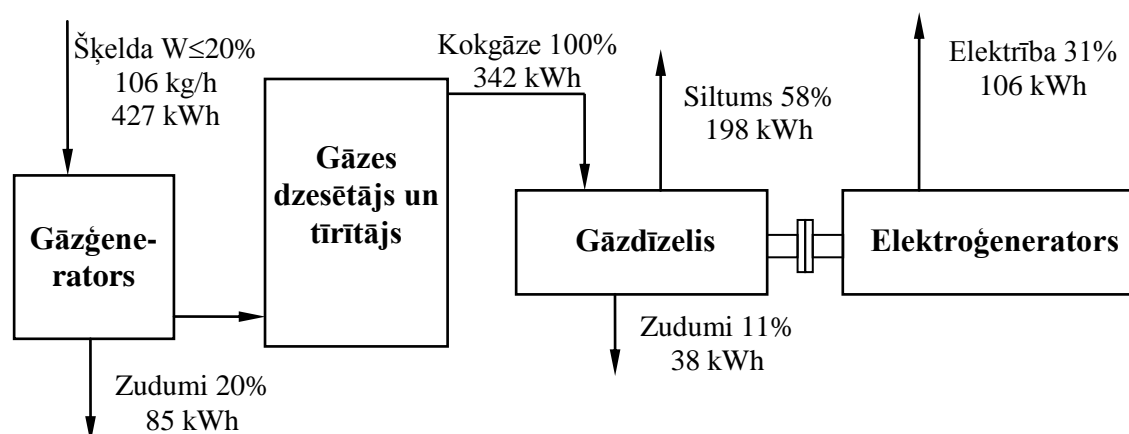 Šķelda W≤20%
106 kg/h
427 kWh
Gāzģene-
rators
Zudumi 20%
85 kWh
Gāzes
dzesētājs un
tīrītājs
Kokgāze 100%
342 kWh
Siltums 58%
198 kWh
Gāzdīzelis
Zudumi 11%
38 kWh
Elektrība 31%
106 kWh
Elektroģenerators